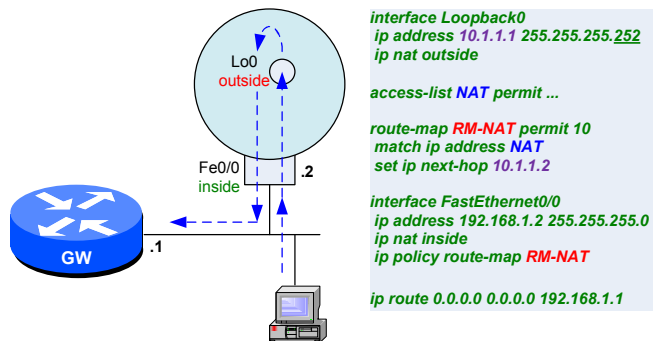 Lo0
outside
Fe0/0
inside
.2
.1
GW
interface Loopback0
ip address 10.1.1.1 255.255.255.252
ip nat outside
access-list NAT permit ...
route-map RM-NAT permit 10
match ip address NAT
set ip next-hop 10.1.1.2
interface FastEthernet0/0
ip address 192.168.1.2 255.255.255.0
ip nat inside
ip policy route-map RM-NAT
ip route 0.0.0.0 0.0.0.0 192.168.1.1